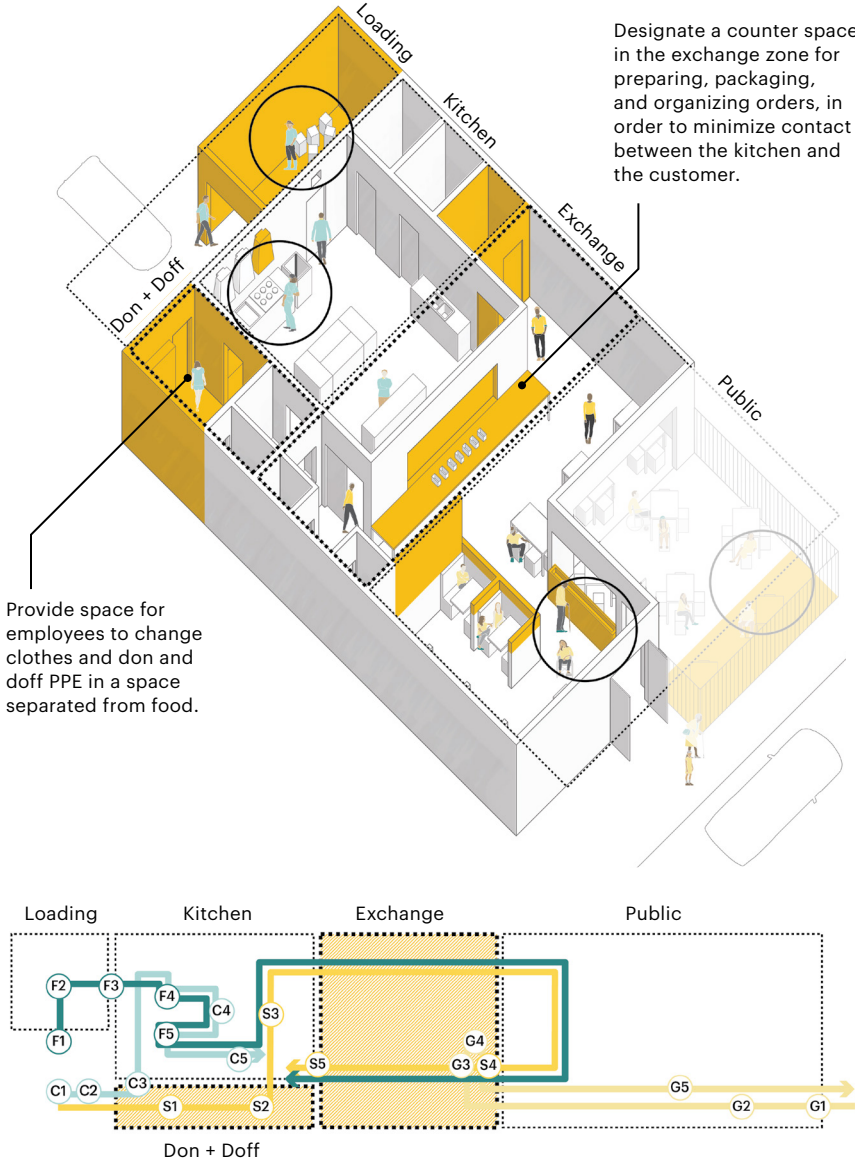 Loading
Kitchen
Exchange
Public
Don + Doff
Designate a counter space
in the exchange zone for
preparing, packaging,
and organizing orders, in
order to minimize contact
between the kitchen and
the customer.
Provide space for
employees to change
clothes and don and
doff PPE in a space
separated from food.
Loading
Kitchen
Exchange
Public
F2
F3
F4
C4
S3
F1
F5
G4
C5
S5
G3
S4
C1
C2
C3
G5
S1
S2
G2
G1
Don + Doff